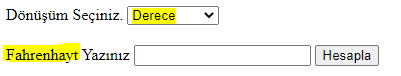 Dönüşüm Seçiniz. Derece
Fahrenhayt Yazınız Hesapla